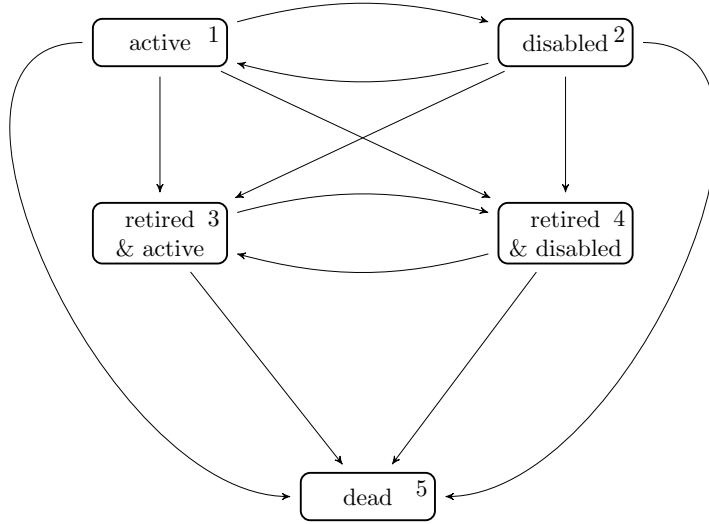 active 1
disabled 2
retired 3
& active
retired 4
& disabled
dead 5